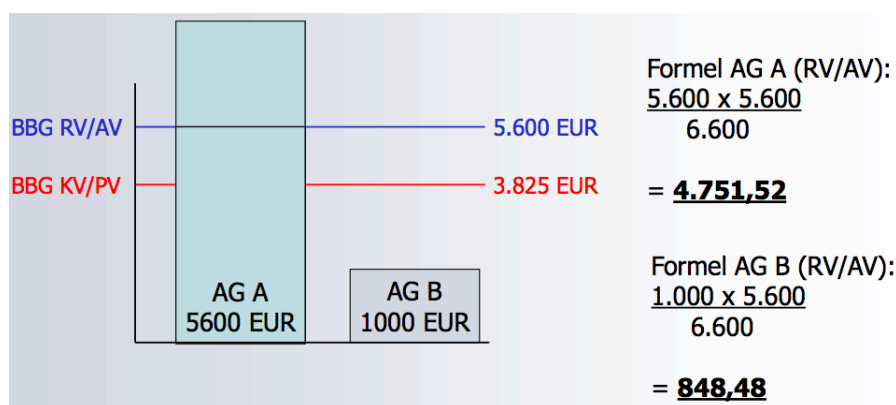 BBG RV/AV
5.600 EUR
BBG KV/PV
3.825 EUR
AG A
5600 EUR
AG B
1000 EUR
Formel AG A (RV/AV):
5.600 x 5.600
6.600
= 4.751,52
Formel AG B (RV/AV):
1.000 x 5.600
6.600
= 848,48